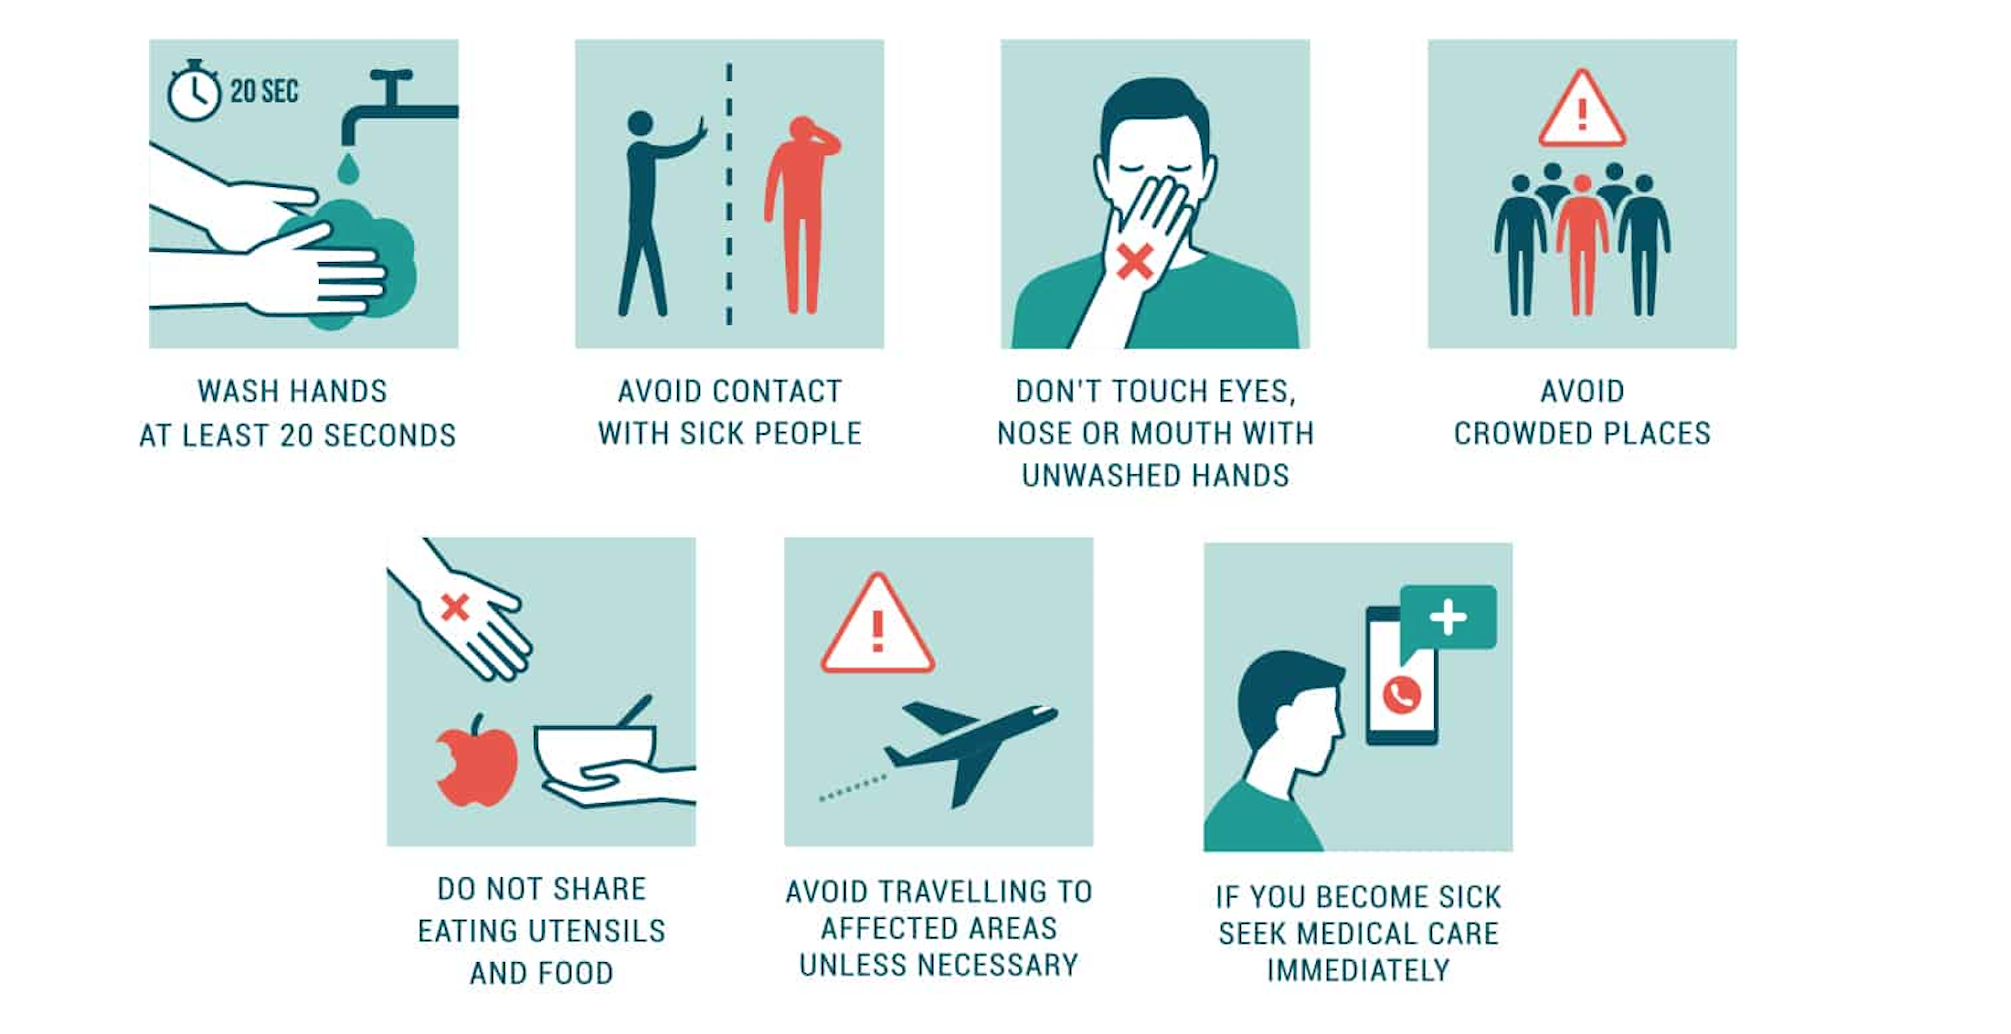 20 SEC
WASH HANDS
AT LEAST 20 SECONDS
AVOID CONTACT
WITH SICK PEOPLE
DON'T TOUCH EYES,
NOSE OR MOUTH WITH
UNWASHED HANDS
AVOID
CROWDED PLACES
DO NOT SHARE
EATING UTENSILS
AND FOOD
AVOID TRAVELLING TO
AFFECTED AREAS
UNLESS NECESSARY
IF YOU BECOME SICK
SEEK MEDICAL CARE
IMMEDIATELY